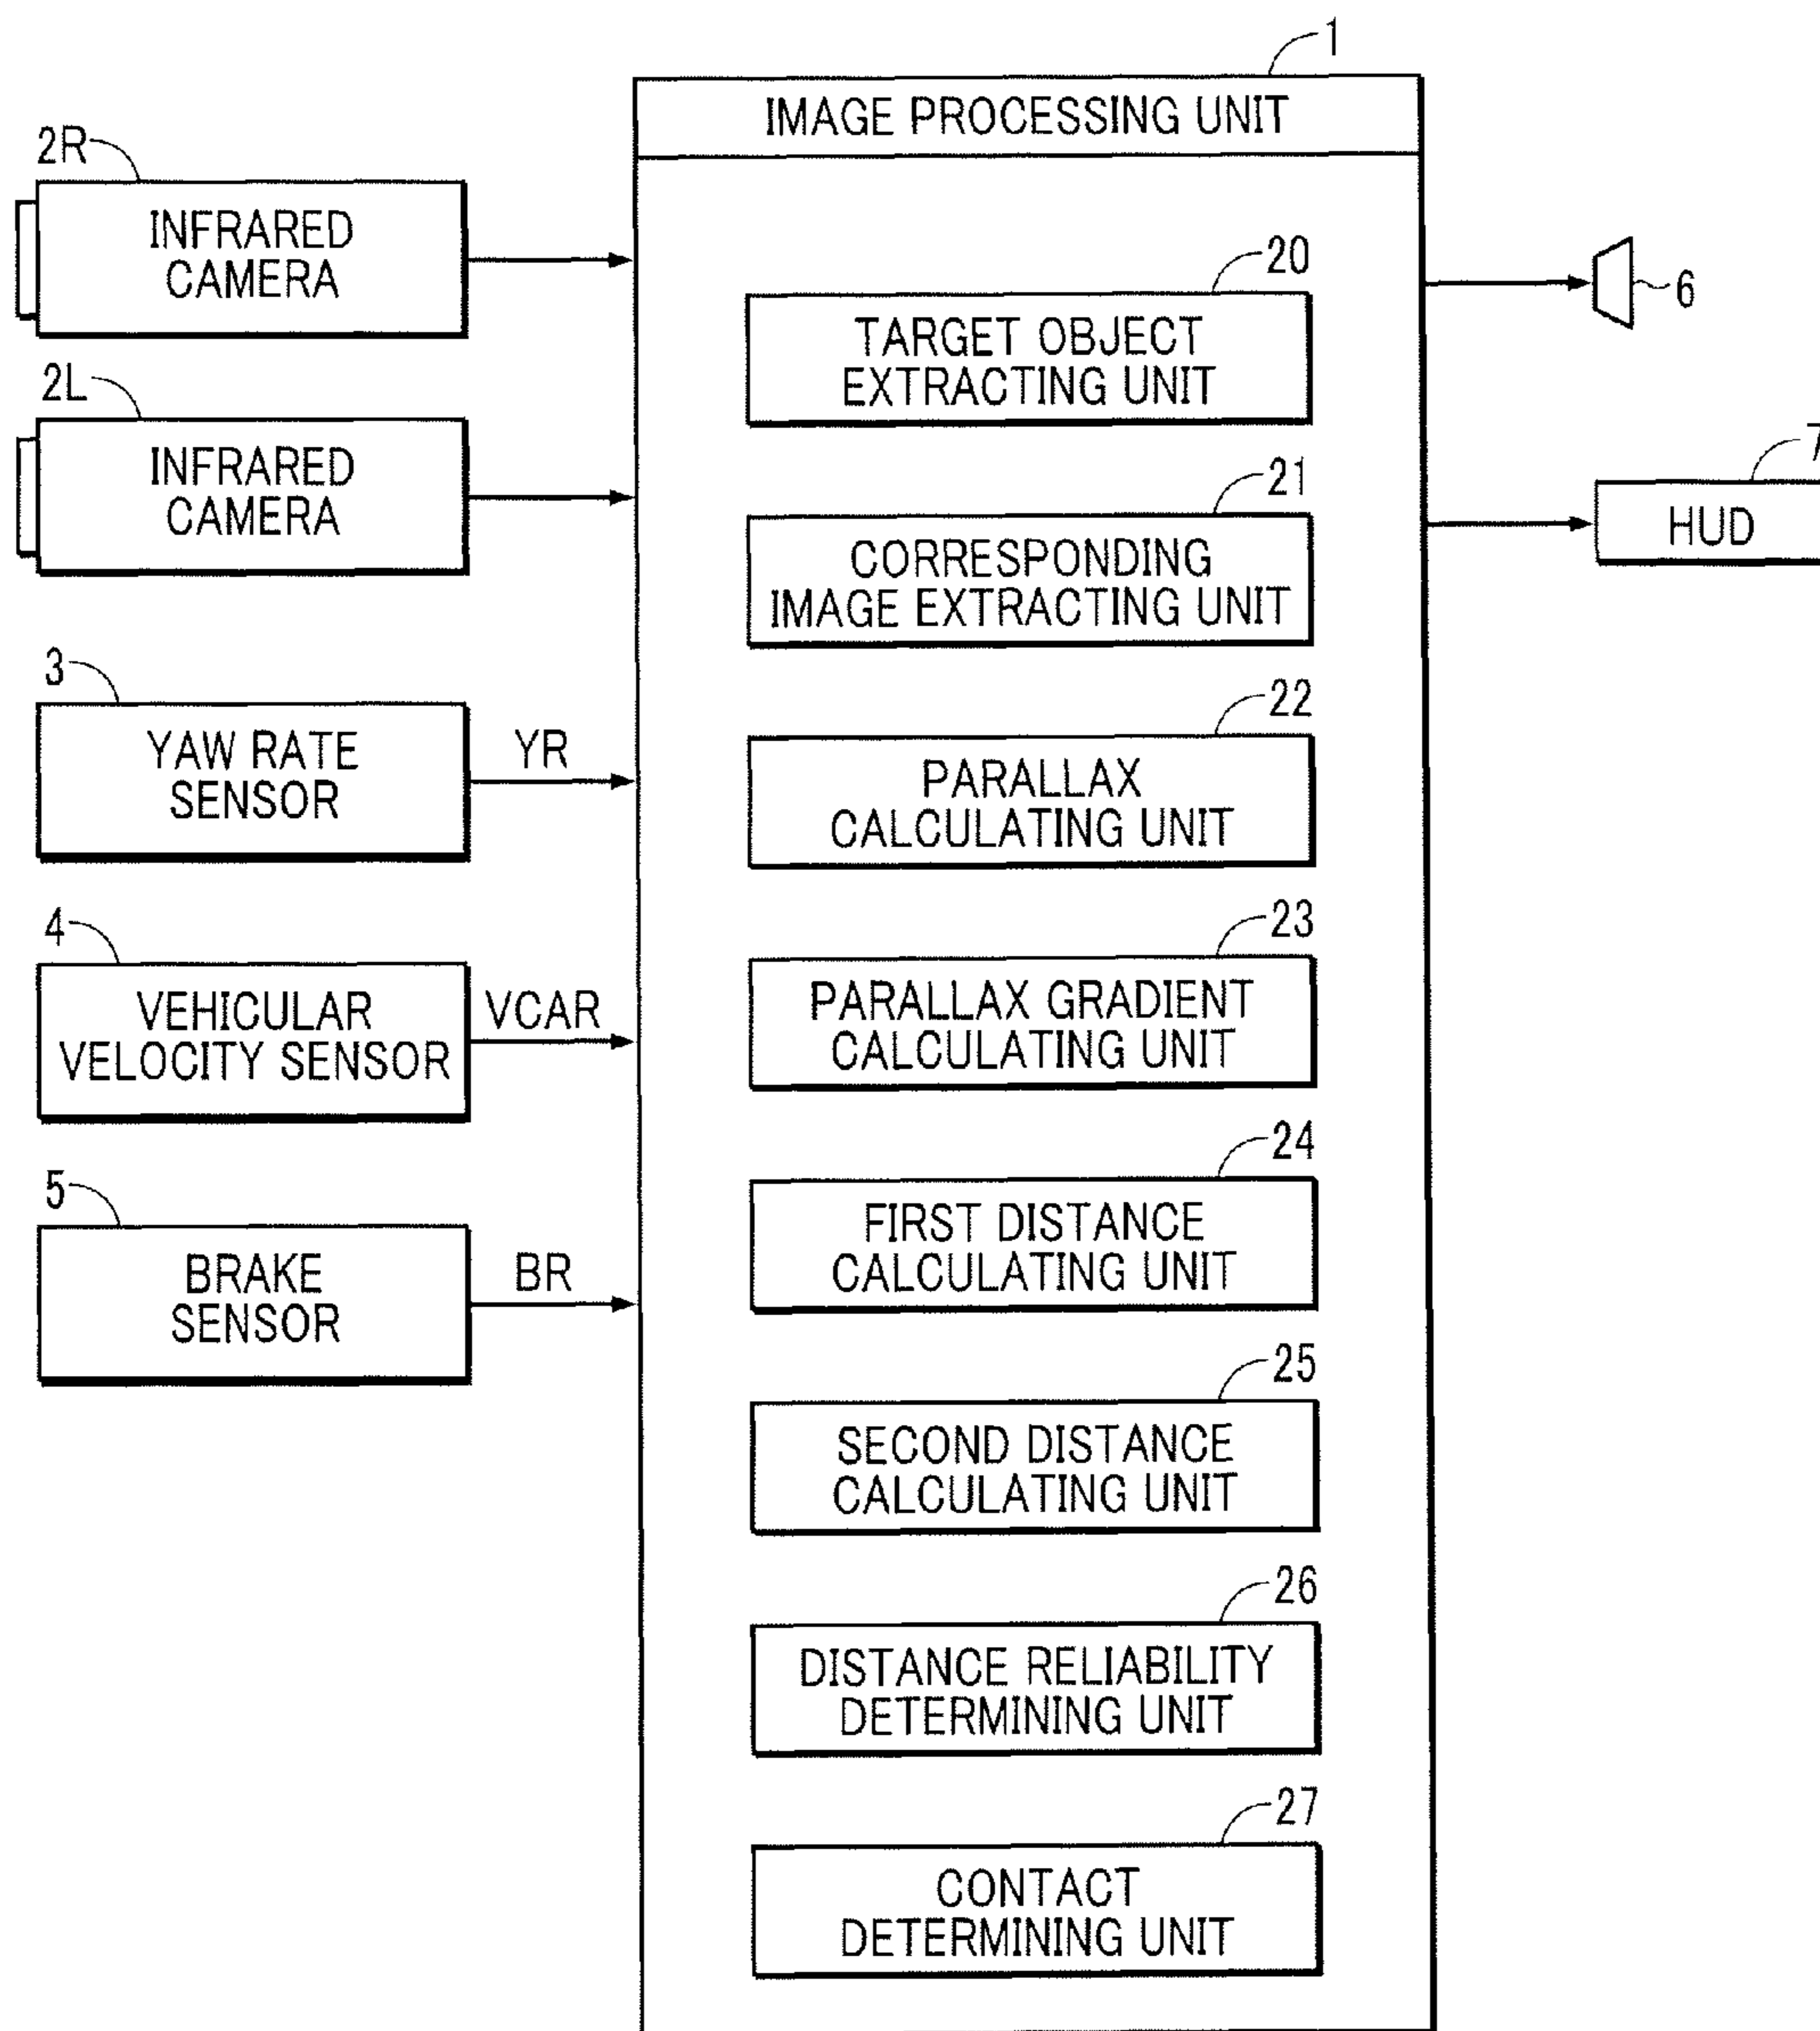 1
IMAGE PROCESSING UNIT
2R
INFRARED
CAMERA
2L
INFRARED
CAMERA
3
YAW RATE
SENSOR
YR
4
VEHICULAR
VELOCITY SENSOR
VCAR
5
BRAKE
SENSOR
BR
20
TARGET OBJECT
EXTRACTING UNIT
21
CORRESPONDING
IMAGE EXTRACTING UNIT
22
PARALLAX
CALCULATING UNIT
23
PARALLAX GRADIENT
CALCULATING UNIT
24
FIRST DISTANCE
CALCULATING UNIT
25
SECOND DISTANCE
CALCULATING UNIT
26
DISTANCE RELIABILITY
DETERMINING UNIT
27
CONTACT
DETERMINING UNIT
6
7
HUD